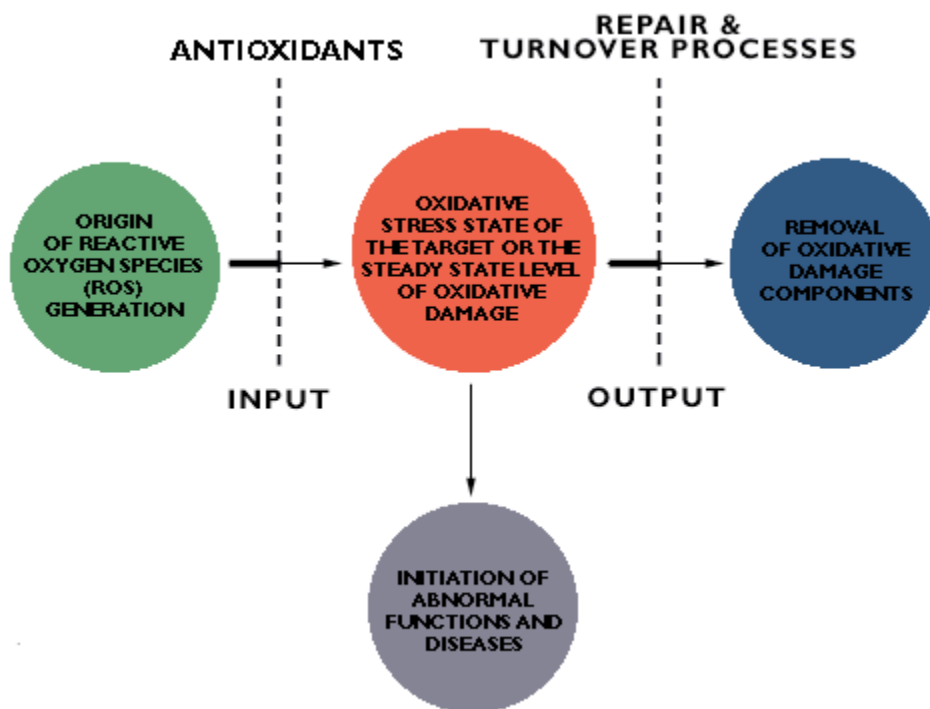 ANTIOXIDANTS
REPAIR &
TURNOVER PROCESSES
ORIGIN
OF REACTIVE
OXYGEN SPECIES
(ROS)
GENERATION
OXIDATIVE
STRESS STATE OF
THE TARGET OR THE
STEADY STATE LEVEL
OF OXIDATIVE
DAMAGE
REMOVAL
OF OXIDATIVE
DAMAGE
COMPONENTS
INPUT
OUTPUT
INITIATION OF
ABNORMAL
FUNCTIONS AND
DISEASES